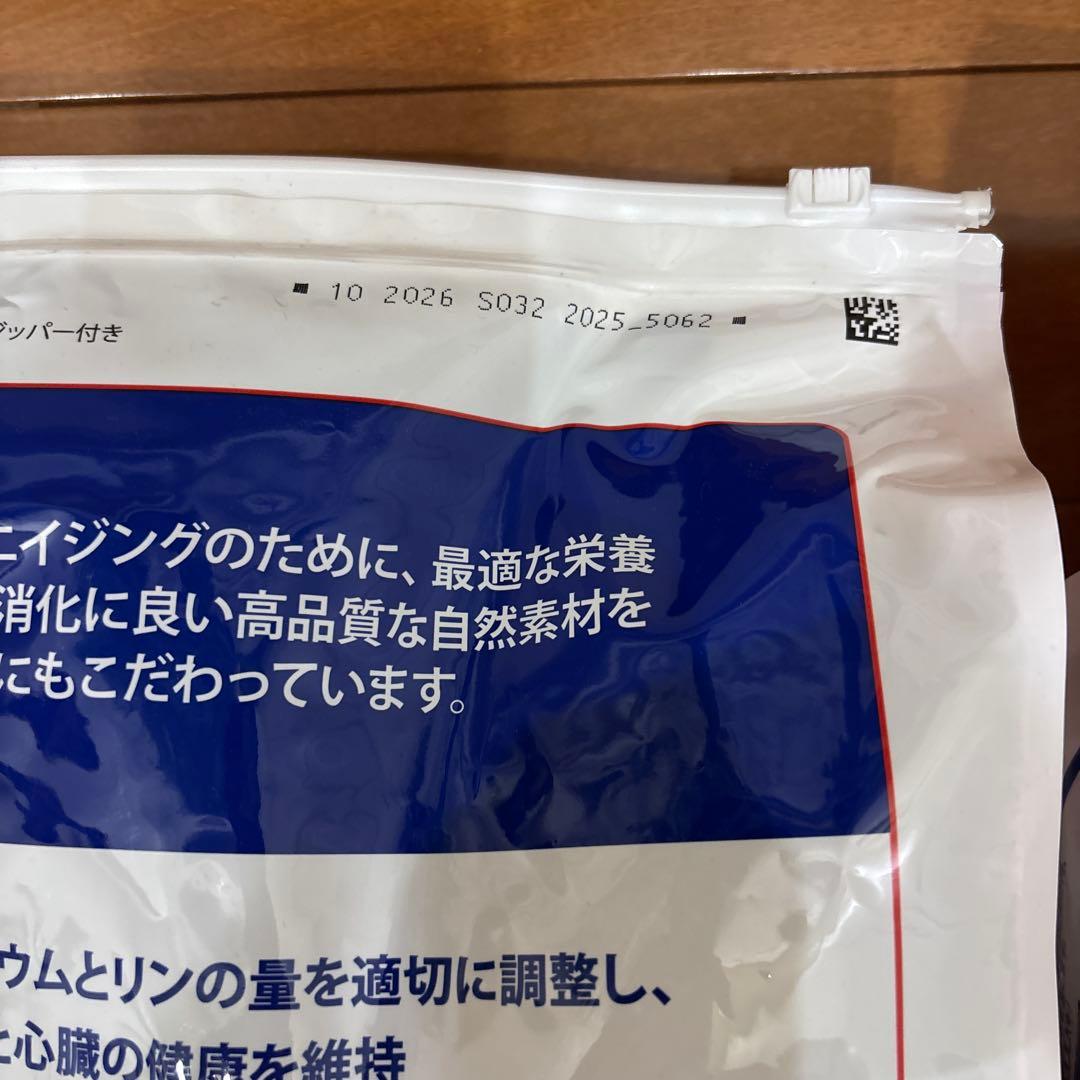 10 2026 S032 2025_5062
ジッパー付き
エイジングのために、最適な栄養
消化に良い高品質な自然素材を
にもこだわっています。
ウムとリンの量を適切に調整し、
と心臓の健康を維持